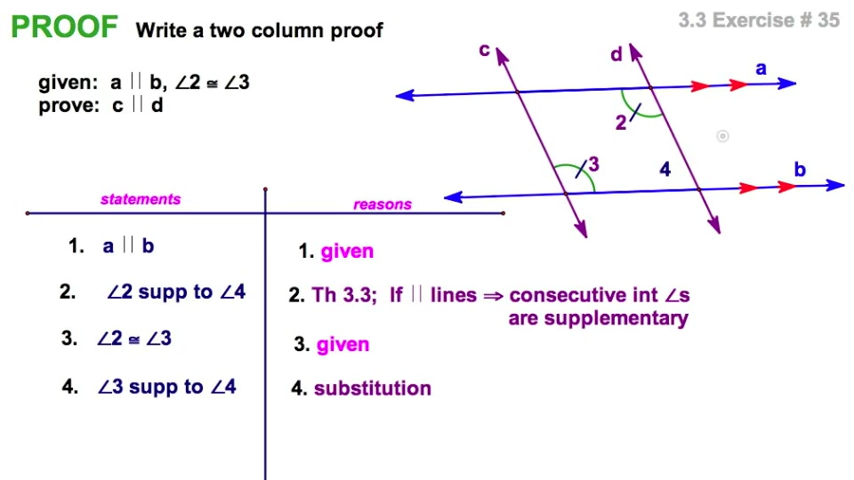 PROOF Write a two column proof
3.3 Exercise # 35
given: a || b, ∠2 ≅ ∠3
prove: c || d
c
d
a
2
3
4
b
statements
reasons
1. a || b
1. given
2. ∠2 supp to ∠4
2. Th 3.3; If || lines ⇒ consecutive int ∠s
are supplementary
3. ∠2 ≅ ∠3
3. given
4. ∠3 supp to ∠4
4. substitution